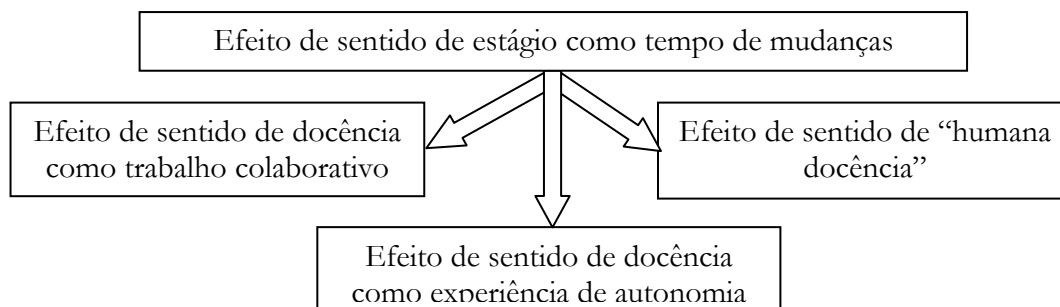 Efeito de sentido de estágio como tempo de mudanças
Efeito de sentido de docência
como trabalho colaborativo
Efeito de sentido de “humana
docência”
Efeito de sentido de docência
como experiência de autonomia